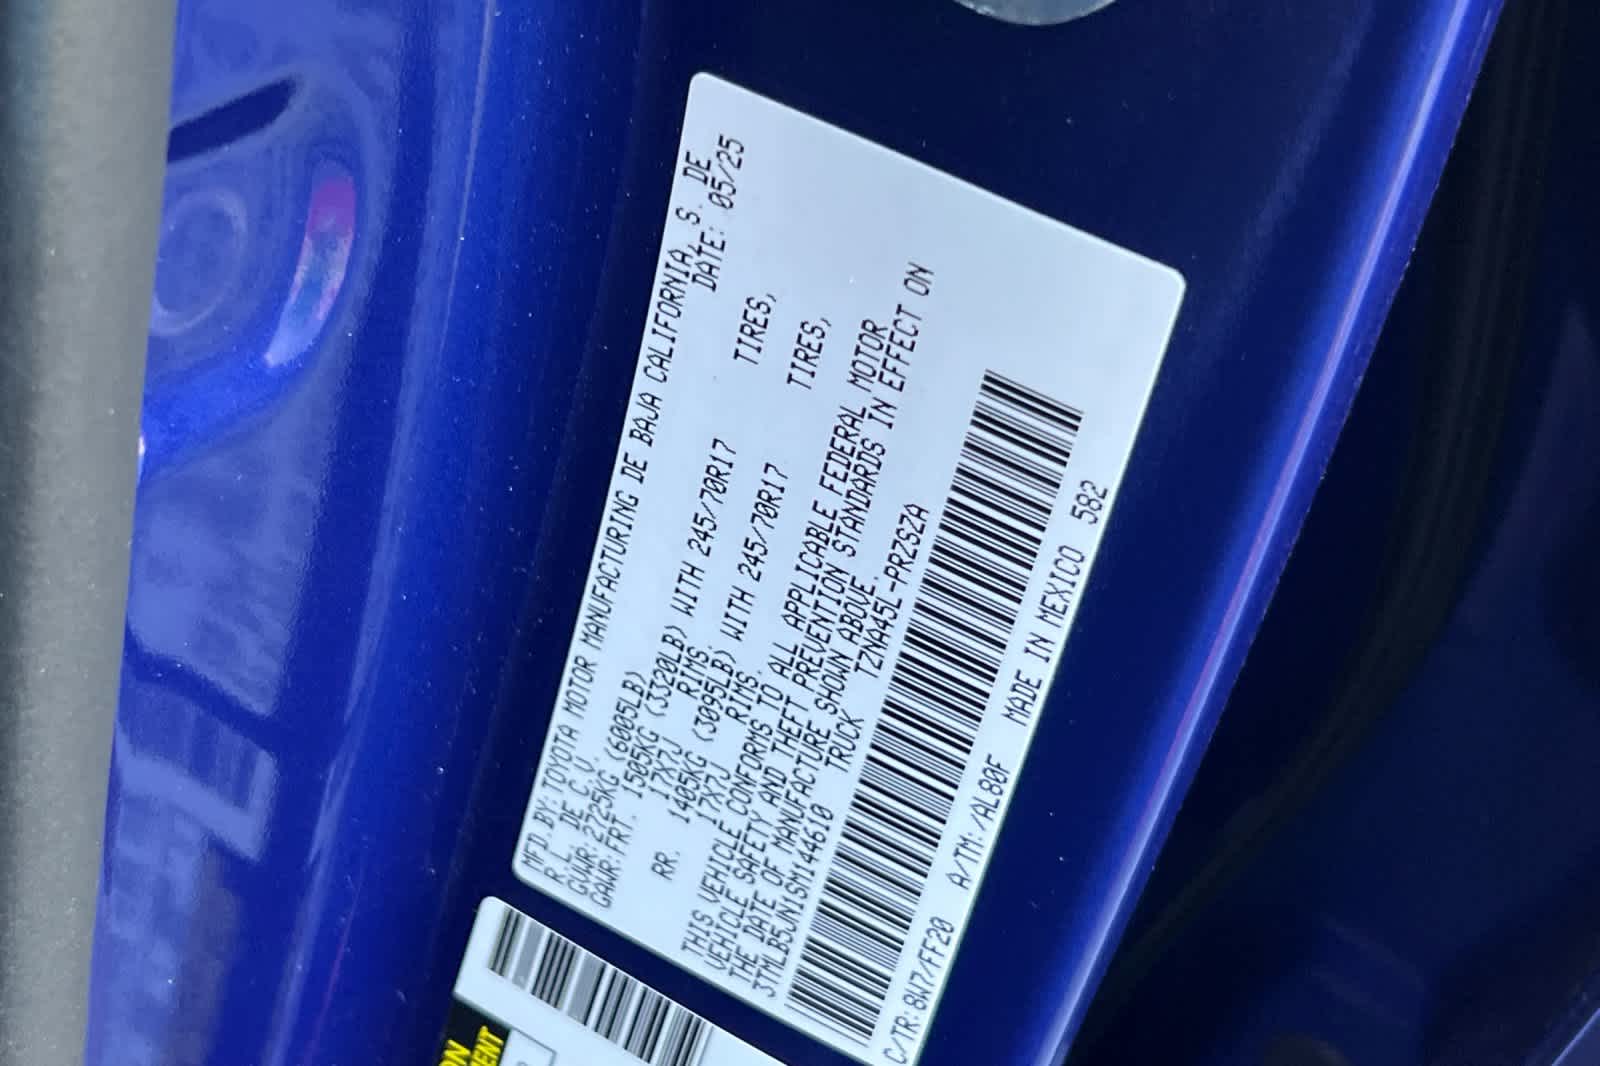 MFD.BY:TOYOTA MOTOR MANUFACTURING DE BAJA CALIFORNIA, S. DE
R.L. DE C.V. DATE: 05/25
GVWR:2725KG (6005LB)
GAWR:FRT. 1505KG (3320LB) WITH 245/70R17 TIRES,
17X7J RIMS.
RR. 1405KG (3095LB) WITH 245/70R17 TIRES,
17X7J RIMS.
THIS VEHICLE CONFORMS TO ALL APPLICABLE FEDERAL MOTOR
VEHICLE SAFETY AND THEFT PREVENTION STANDARDS IN EFFECT ON
THE DATE OF MANUFACTURE SHOWN ABOVE.
3TMLB5JN1SM144610 TRUCK TZNA45L-PRZSZA
C/TR:8W7/FF20 A/TM:/AL80F MADE IN MEXICO 582
ON
MENT